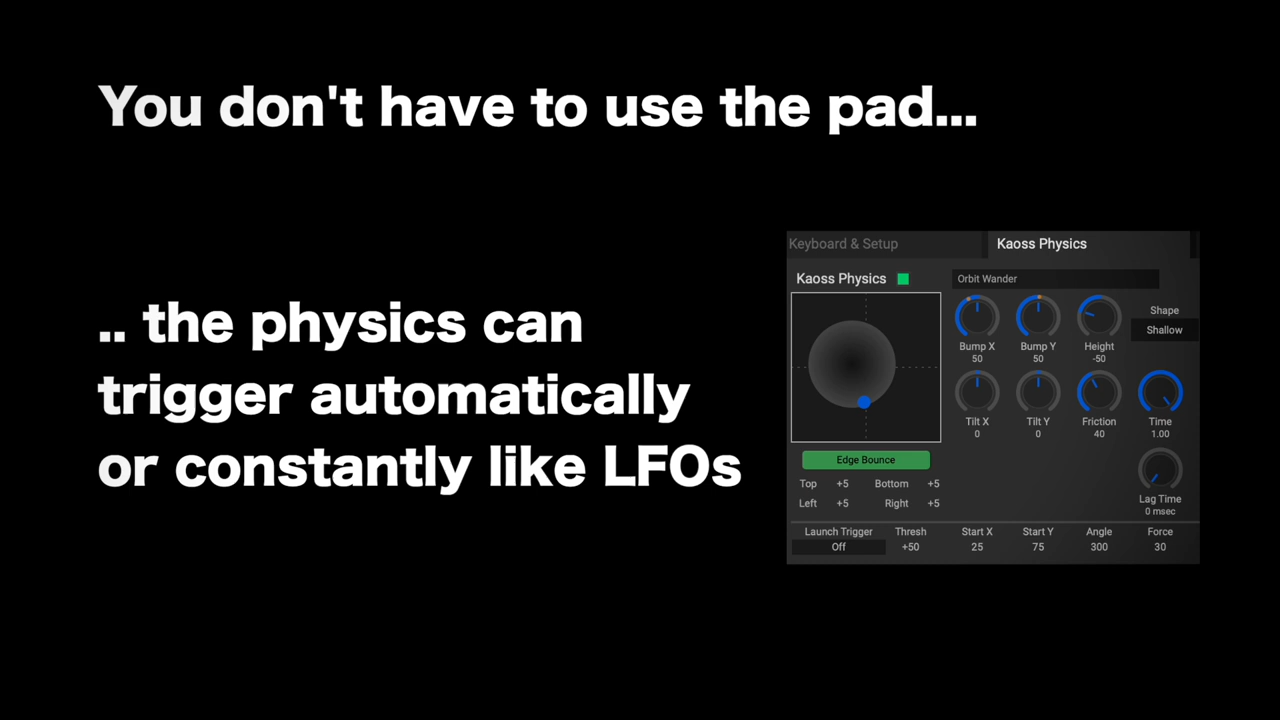 You don't have to use the pad...
.. the physics can
trigger automatically
or constantly like LFOs
Keyboard & Setup
Kaoss Physics
Kaoss Physics
Orbit Wander
Shape
Shallow
Bump X
50
Bump Y
50
Height
-50
Tilt X
0
Tilt Y
0
Friction
40
Time
1.00
Edge Bounce
Top +5 Bottom +5
Left +5 Right +5
Lag Time
0 msec
Launch Trigger Thresh Start X Start Y Angle Force
Off +50 25 75 300 30